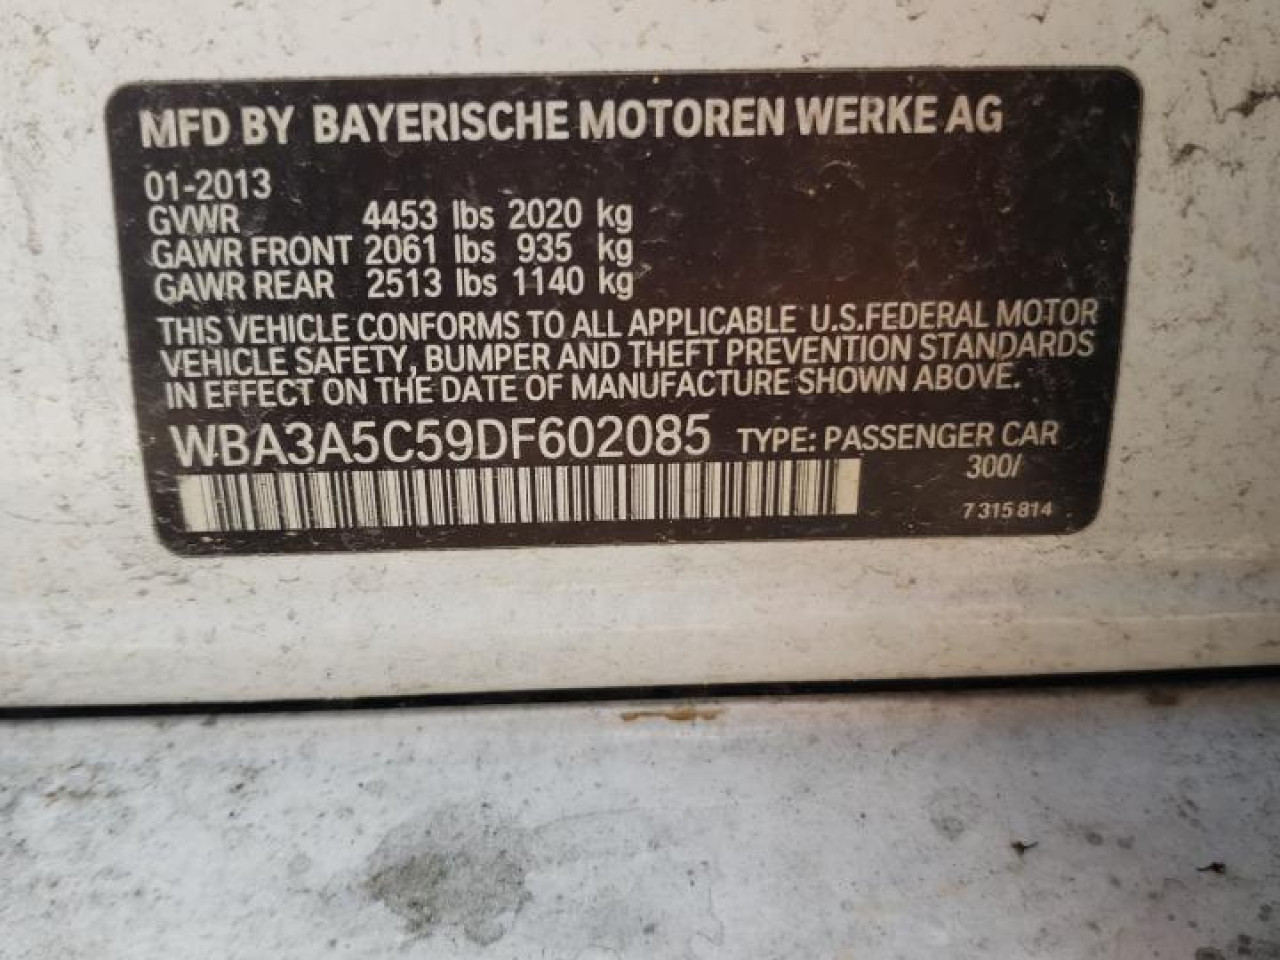 MFD BY BAYERISCHE MOTOREN WERKE AG
01-2013
GVWR 4453 lbs 2020 kg
GAWR FRONT 2061 lbs 935 kg
GAWR REAR 2513 lbs 1140 kg
THIS VEHICLE CONFORMS TO ALL APPLICABLE U.S.FEDERAL MOTOR
VEHICLE SAFETY, BUMPER AND THEFT PREVENTION STANDARDS
IN EFFECT ON THE DATE OF MANUFACTURE SHOWN ABOVE.
WBA3A5C59DF602085 TYPE: PASSENGER CAR
300/
7 315 814